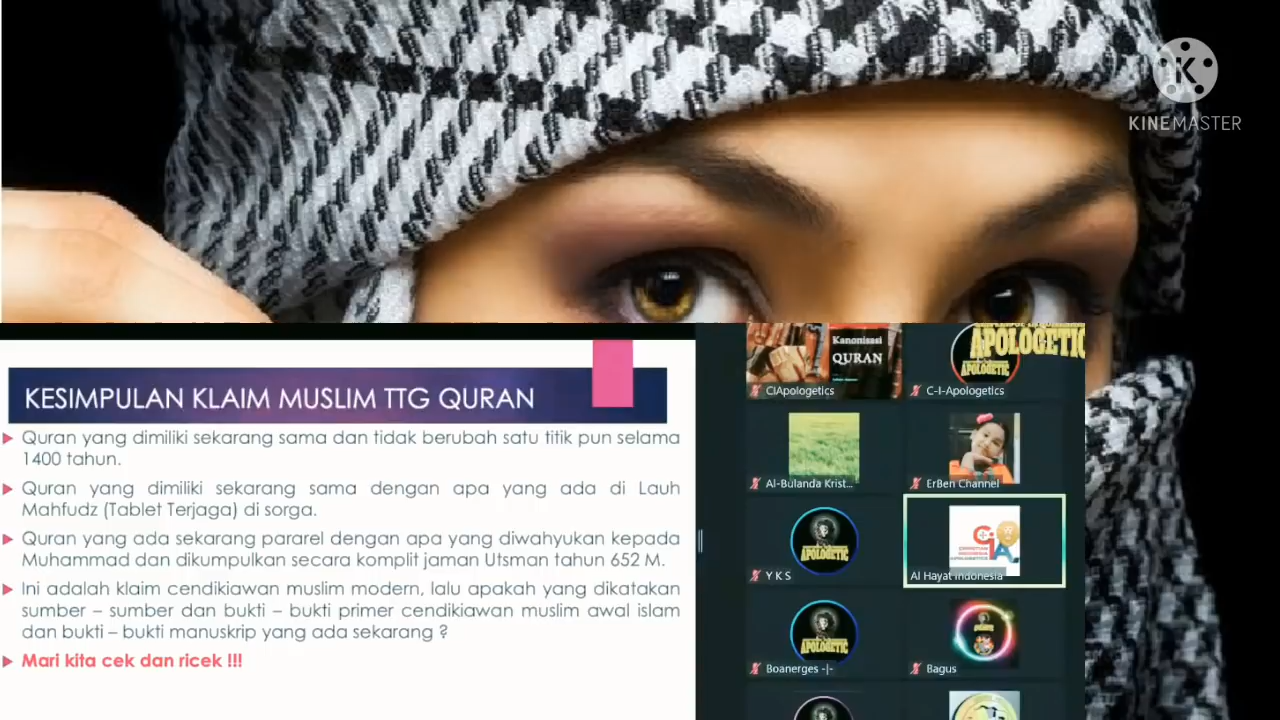 KINEMASTER
KESIMPULAN KLAIM MUSLIM TTG QURAN
Quran yang dimiliki sekarang sama dan tidak berubah satu titik pun selama
1400 tahun.
Quran yang dimiliki sekarang sama dengan apa yang ada di Lauh
Mahfudz (Tablet Terjaga) di sorga.
Quran yang ada sekarang pararel dengan apa yang diwahyukan kepada
Muhammad dan dikumpulkan secara komplit jaman Utsman tahun 652 M.
Ini adalah klaim cendikiawan muslim modern, lalu apakah yang dikatakan
sumber – sumber dan bukti – bukti primer cendikiawan muslim awal islam
dan bukti – bukti manuskrip yang ada sekarang ?
Mari kita cek dan ricek !!!
Kanonisasi
QURAN
CIApologetics
APOLOGETIC
APOLOGETIC
C-I-Apologetics
Al-Bulanda Krist...
ErBen Channel
APOLOGETIC
Y K S
CIA
Al Hayat Indonesia
APOLOGETIC
Boanerges -|-
Bagus